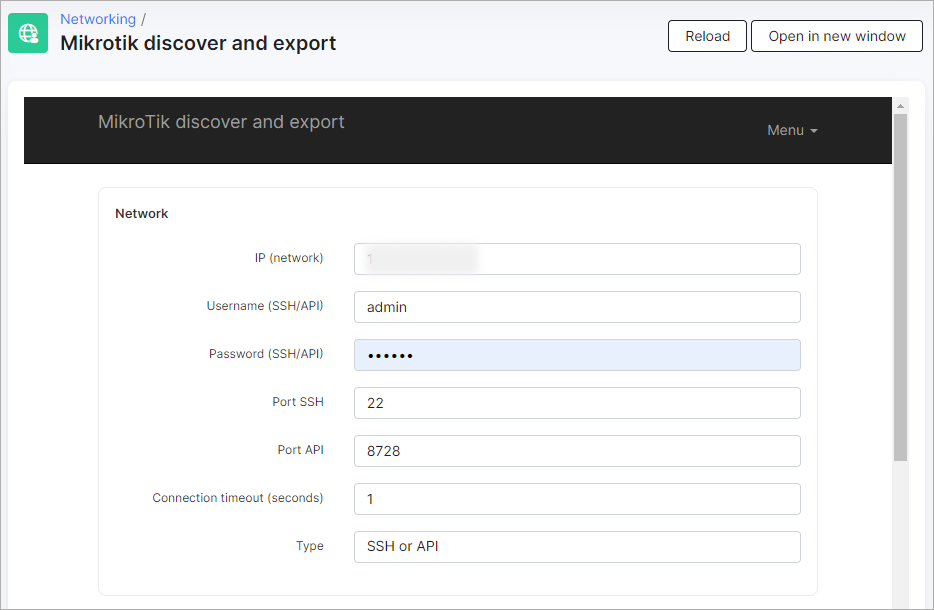 Networking /
Mikrotik discover and export
Reload
Open in new window
MikroTik discover and export
Menu
Network
IP (network)
Username (SSH/API)
admin
Password (SSH/API)
••••••
Port SSH
22
Port API
8728
Connection timeout (seconds)
1
Type
SSH or API